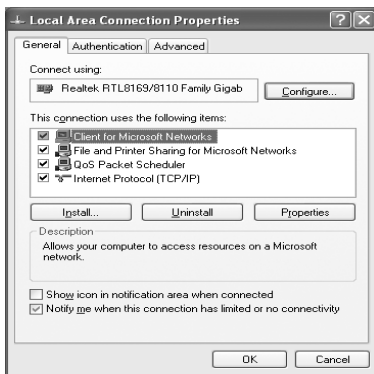 Local Area Connection Properties
General Authentication Advanced
Connect using:
Realtek RTL8169/8110 Family Gigab Configure...
This connection uses the following items:
Client for Microsoft Networks
File and Printer Sharing for Microsoft Networks
QoS Packet Scheduler
Internet Protocol (TCP/IP)
Install... Uninstall Properties
Description
Allows your computer to access resources on a Microsoft
network.
Show icon in notification area when connected
Notify me when this connection has limited or no connectivity
OK Cancel